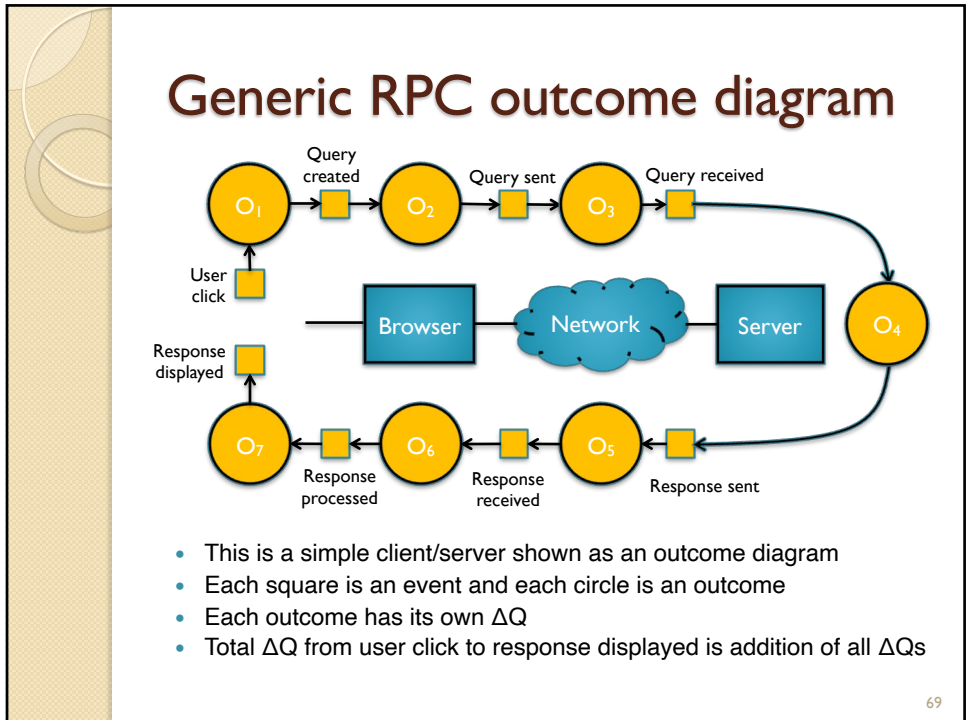 Generic RPC outcome diagram
Query
created
Query sent
Query received
O₁
O₂
O₃
User
click
Browser
Network
Server
O₄
Response
displayed
O₇
O₆
O₅
Response
processed
Response
received
Response sent
• This is a simple client/server shown as an outcome diagram
• Each square is an event and each circle is an outcome
• Each outcome has its own ΔQ
• Total ΔQ from user click to response displayed is addition of all ΔQs
69